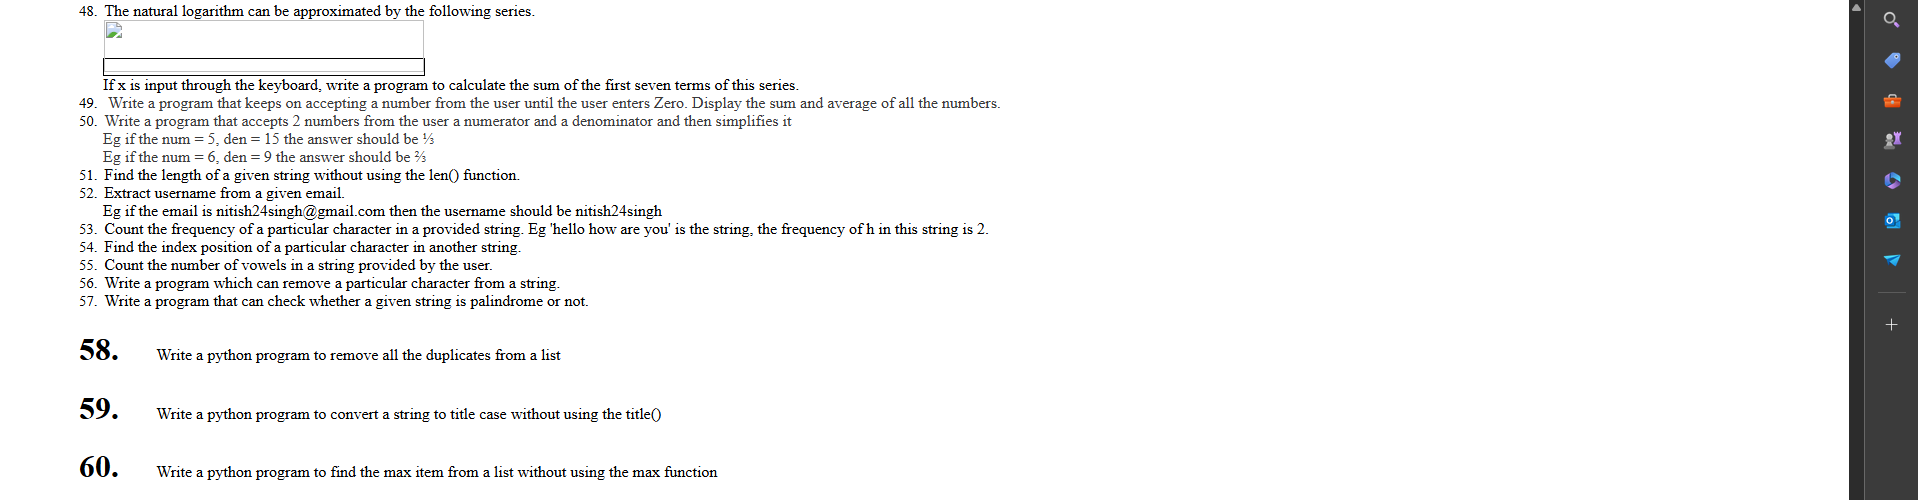 48. The natural logarithm can be approximated by the following series.
If x is input through the keyboard, write a program to calculate the sum of the first seven terms of this series.
49. Write a program that keeps on accepting a number from the user until the user enters Zero. Display the sum and average of all the numbers.
50. Write a program that accepts 2 numbers from the user a numerator and a denominator and then simplifies it
Eg if the num = 5, den = 15 the answer should be ⅓
Eg if the num = 6, den = 9 the answer should be ⅔
51. Find the length of a given string without using the len() function.
52. Extract username from a given email.
Eg if the email is nitish24singh@gmail.com then the username should be nitish24singh
53. Count the frequency of a particular character in a provided string. Eg 'hello how are you' is the string, the frequency of h in this string is 2.
54. Find the index position of a particular character in another string.
55. Count the number of vowels in a string provided by the user.
56. Write a program which can remove a particular character from a string.
57. Write a program that can check whether a given string is palindrome or not.
58. Write a python program to remove all the duplicates from a list
59. Write a python program to convert a string to title case without using the title()
60. Write a python program to find the max item from a list without using the max function